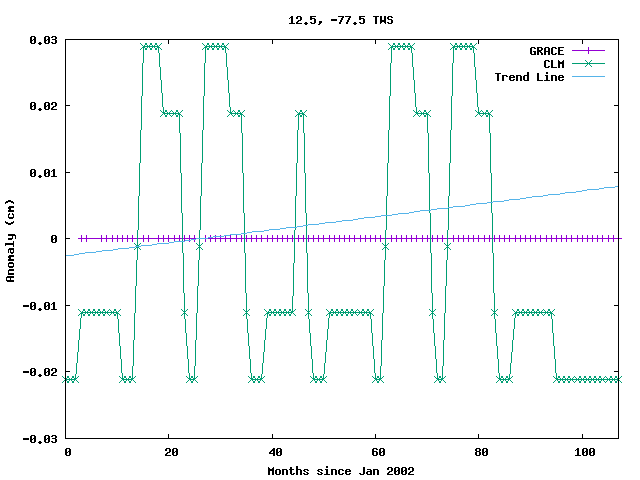 12.5, -77.5 TWS
GRACE
CLM
Trend Line
0.03
0.02
0.01
0
-0.01
-0.02
-0.03
Anomaly (cm)
0 20 40 60 80 100
Months since Jan 2002